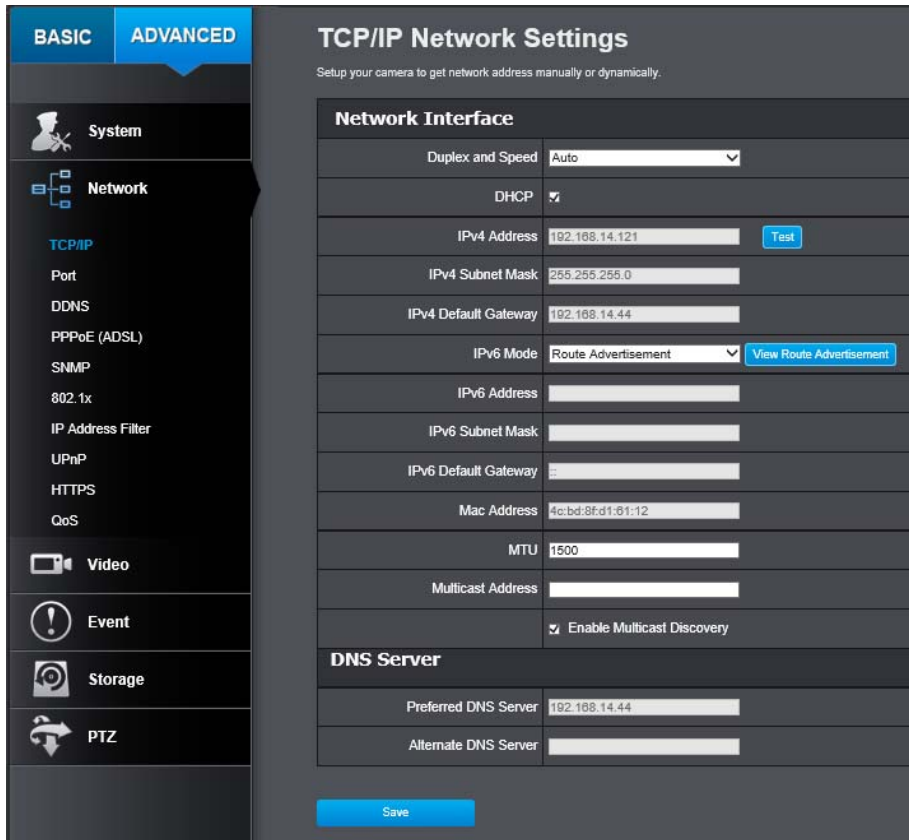 BASIC
ADVANCED
System
Network
TCP/IP
Port
DDNS
PPPoE (ADSL)
SNMP
802.1x
IP Address Filter
UPnP
HTTPS
QoS
Video
Event
Storage
PTZ
TCP/IP Network Settings
Setup your camera to get network address manually or dynamically.
Network Interface
Duplex and Speed Auto
DHCP
IPv4 Address 192.168.14.121 Test
IPv4 Subnet Mask 255.255.255.0
IPv4 Default Gateway 192.168.14.44
IPv6 Mode Route Advertisement View Route Advertisement
IPv6 Address
IPv6 Subnet Mask
IPv6 Default Gateway ::
Mac Address 4c:bd:8f:d1:61:12
MTU 1500
Multicast Address
Enable Multicast Discovery
DNS Server
Preferred DNS Server 192.168.14.44
Alternate DNS Server
Save